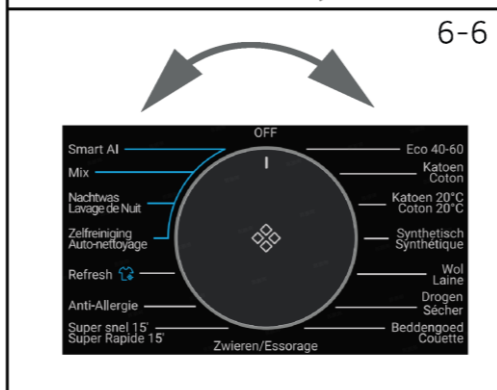 6-6
OFF
Smart AI
Mix
Nachtwas
Lavage de Nuit
Zelfreiniging
Auto-nettoyage
Refresh
Anti-Allergie
Super snel 15'
Super Rapide 15'
Zwieren/Essorage
Eco 40-60
Katoen
Coton
Katoen 20°C
Coton 20°C
Synthetisch
Synthétique
Wol
Laine
Drogen
Sécher
Beddengoed
Couette